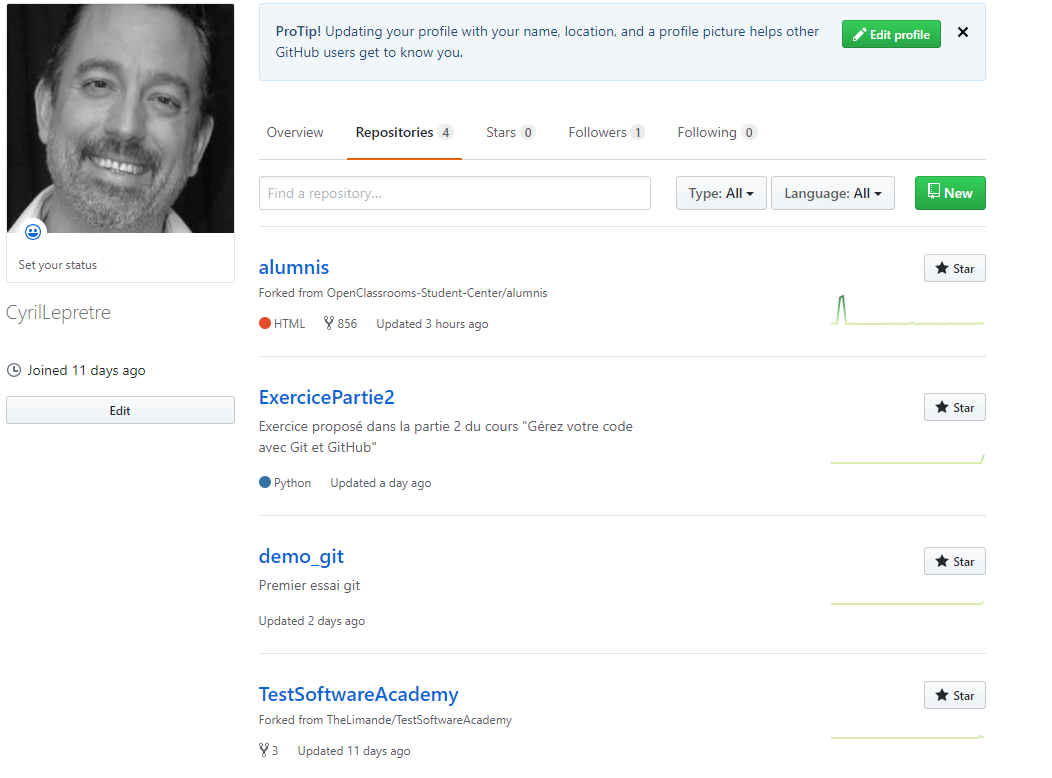 ProTip! Updating your profile with your name, location, and a profile picture helps other
GitHub users get to know you.
Edit profile
Overview Repositories 4 Stars 0 Followers 1 Following 0
Find a repository...
Type: All
Language: All
New
Set your status
CyrilLepretre
Joined 11 days ago
Edit
alumnis
Star
Forked from OpenClassrooms-Student-Center/alumnis
HTML 856 Updated 3 hours ago
ExercicePartie2
Star
Exercice proposé dans la partie 2 du cours "Gérez votre code
avec Git et GitHub"
Python Updated a day ago
demo_git
Star
Premier essai git
Updated 2 days ago
TestSoftwareAcademy
Star
Forked from TheLimande/TestSoftwareAcademy
3 Updated 11 days ago